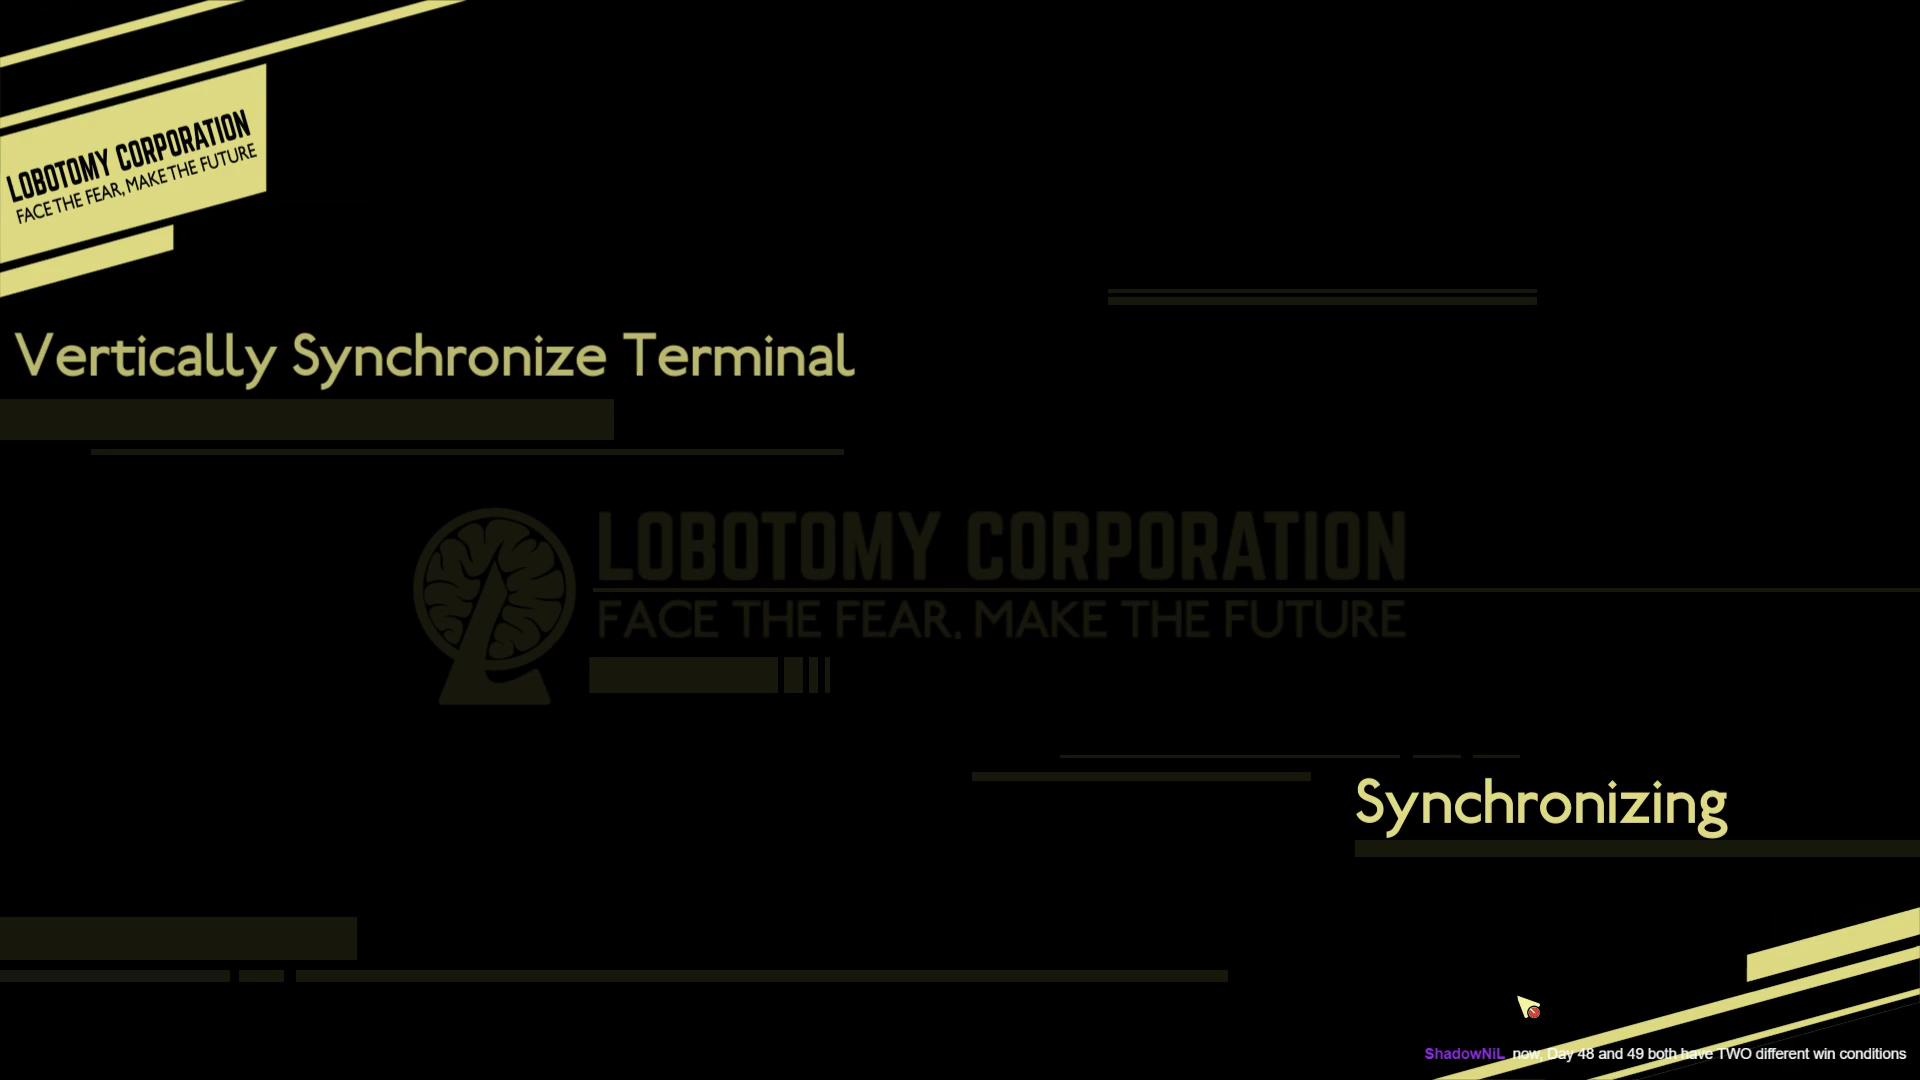 LOBOTOMY CORPORATION
FACE THE FEAR, MAKE THE FUTURE
Vertically Synchronize Terminal
LOBOTOMY CORPORATION
FACE THE FEAR, MAKE THE FUTURE
Synchronizing
ShadowNiL now, Day 48 and 49 both have TWO different win conditions